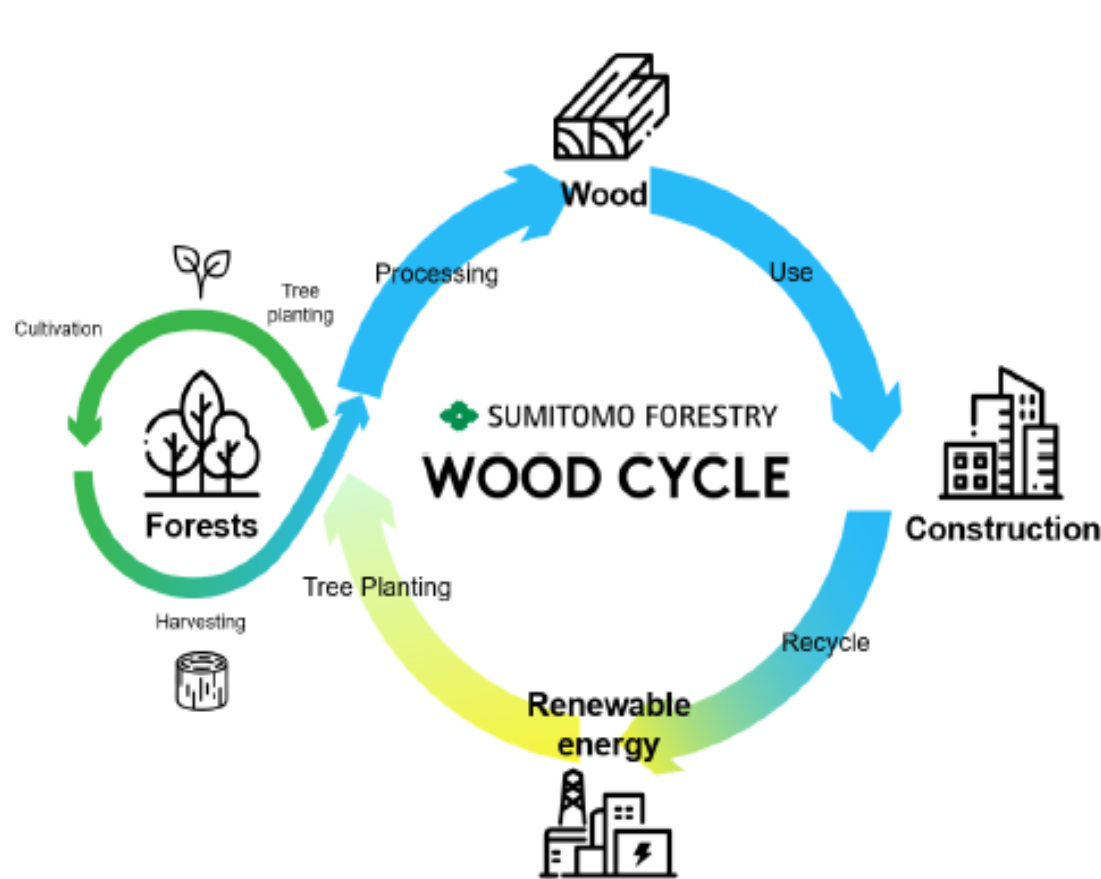 Wood
Processing
Use
Tree
planting
Cultivation
SUMITOMO FORESTRY
WOOD CYCLE
Forests
Construction
Tree Planting
Harvesting
Recycle
Renewable
energy